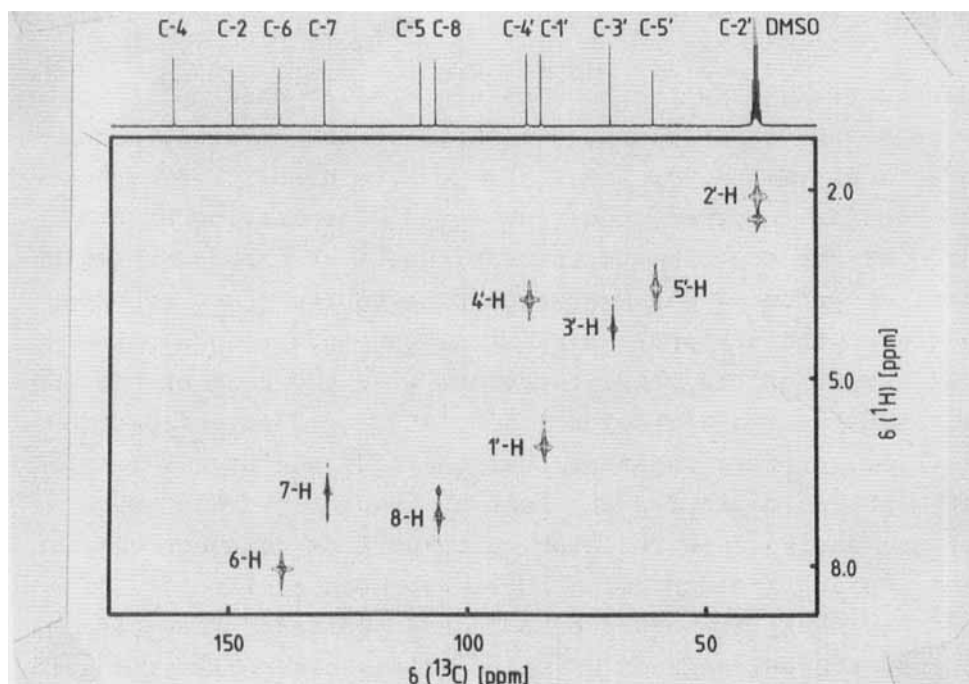 C-4 C-2 C-6 C-7 C-5 C-8 C-4' C-1' C-3' C-5' C-2' DMSO
2'-H
2.0
5'-H
4'-H
3'-H
5.0
δ (¹H) [ppm]
1'-H
7-H
8-H
6-H
8.0
150 100 50
δ (¹³C) [ppm]